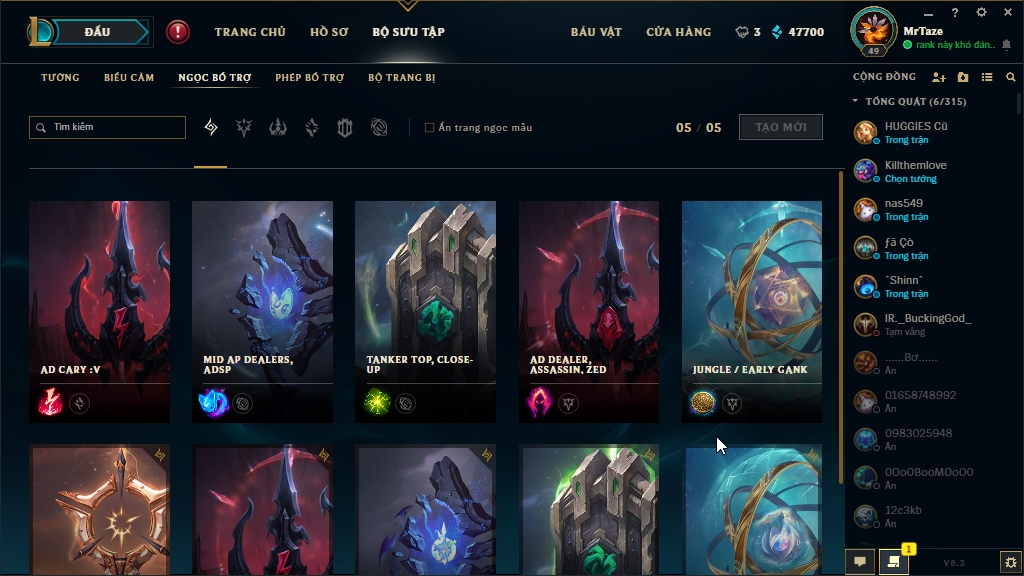 ĐẤU
TRANG CHỦ
HỒ SƠ
BỘ SƯU TẬP
BÁU VẬT
CỬA HÀNG
3
47700
49
?
MrTaze
rank này khó đán..
TƯỚNG
BIỂU CẢM
NGỌC BỔ TRỢ
PHÉP BỔ TRỢ
BỘ TRANG BỊ
Tìm kiếm
Ẩn trang ngọc mẫu
05 / 05
TẠO MỚI
AD CARY :V
MID AP DEALERS,
ADSP
TANKER TOP, CLOSE-
UP
AD DEALER,
ASSASSIN, ZED
JUNGLE / EARLY GANK
CỘNG ĐỒNG
TỔNG QUÁT (6/315)
HUGGIES Cũ
Trong trận
Killthemlove
Chọn tướng
nas549
Trong trận
ƒä Çò
Trong trận
ˆShinnˆ
Trong trận
IR._BuckingGod_
Tạm vắng
......Bơ......
Ẩn
01658748992
Ẩn
0983025948
Ẩn
0OoOBooMOoO0
Ẩn
12c3kb
Ẩn
1
V8.3